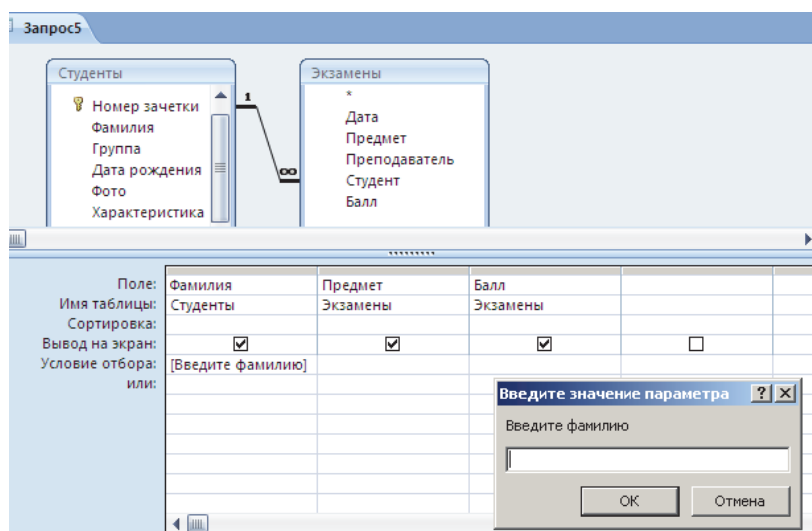 Запрос5
Студенты
Номер зачетки
Фамилия
Группа
Дата рождения
Фото
Характеристика
1
∞
Экзамены
*
Дата
Предмет
Преподаватель
Студент
Балл
Поле: Фамилия Предмет Балл
Имя таблицы: Студенты Экзамены Экзамены
Сортировка:
Вывод на экран:
Условие отбора: [Введите фамилию]
или:
Введите значение параметра
Введите фамилию
ОК Отмена